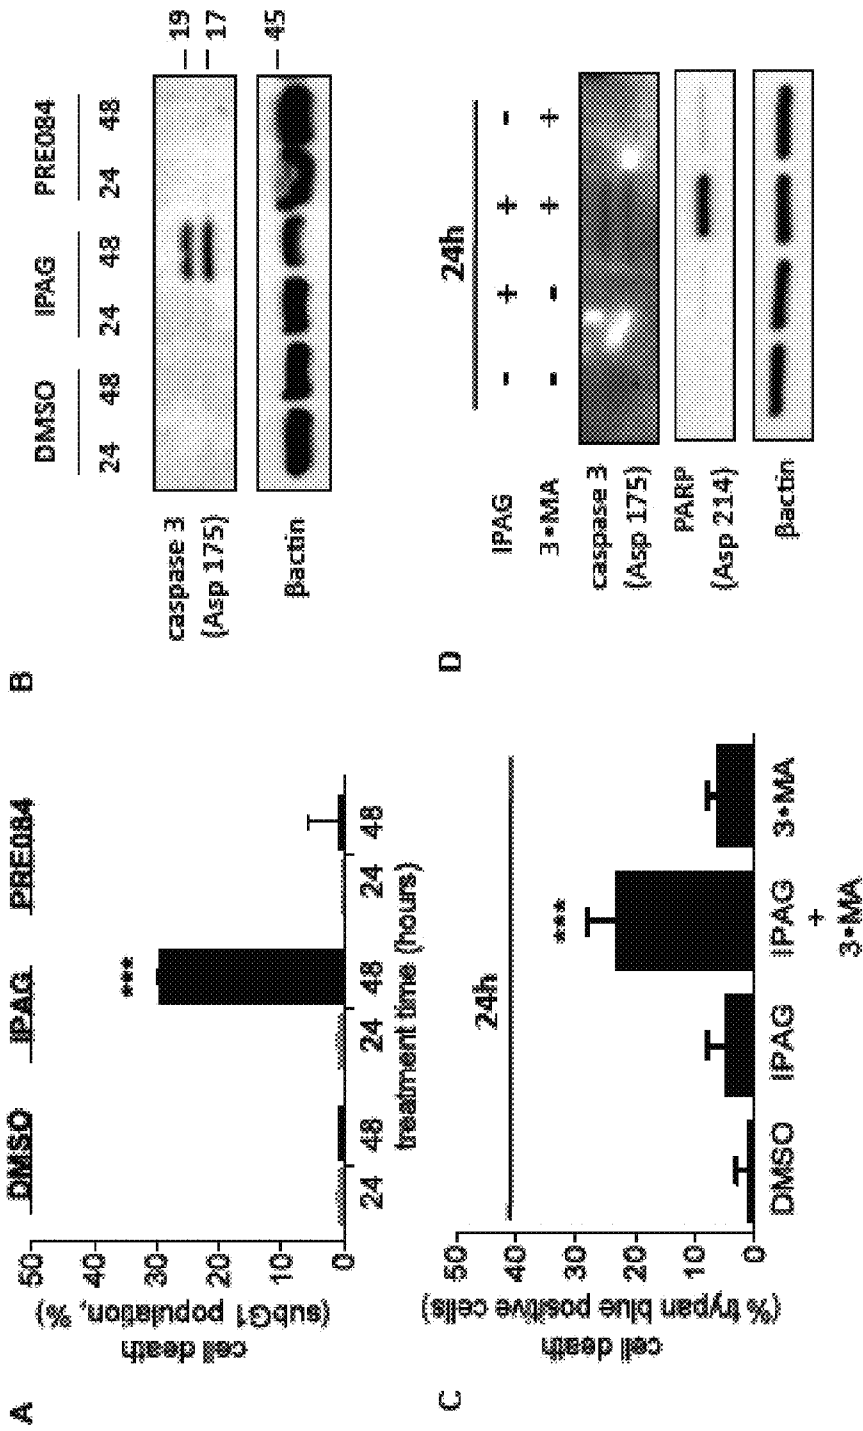 A
DMSO IPAG PRE084
50
40
30
20
10
0
cell death
(subG1 population, %)
***
24 48 24 48 24 48
treatment time (hours)
B
DMSO IPAG PRE084
24 48 24 48 24 48
caspase 3
(Asp 175)
– 19
– 17
βactin
– 45
C
24h
50
40
30
20
10
0
cell death
(% trypan blue positive cells)
***
DMSO IPAG IPAG 3•MA
+
3•MA
D
24h
IPAG - + + -
3•MA - - + +
caspase 3
(Asp 175)
PARP
(Asp 214)
βactin